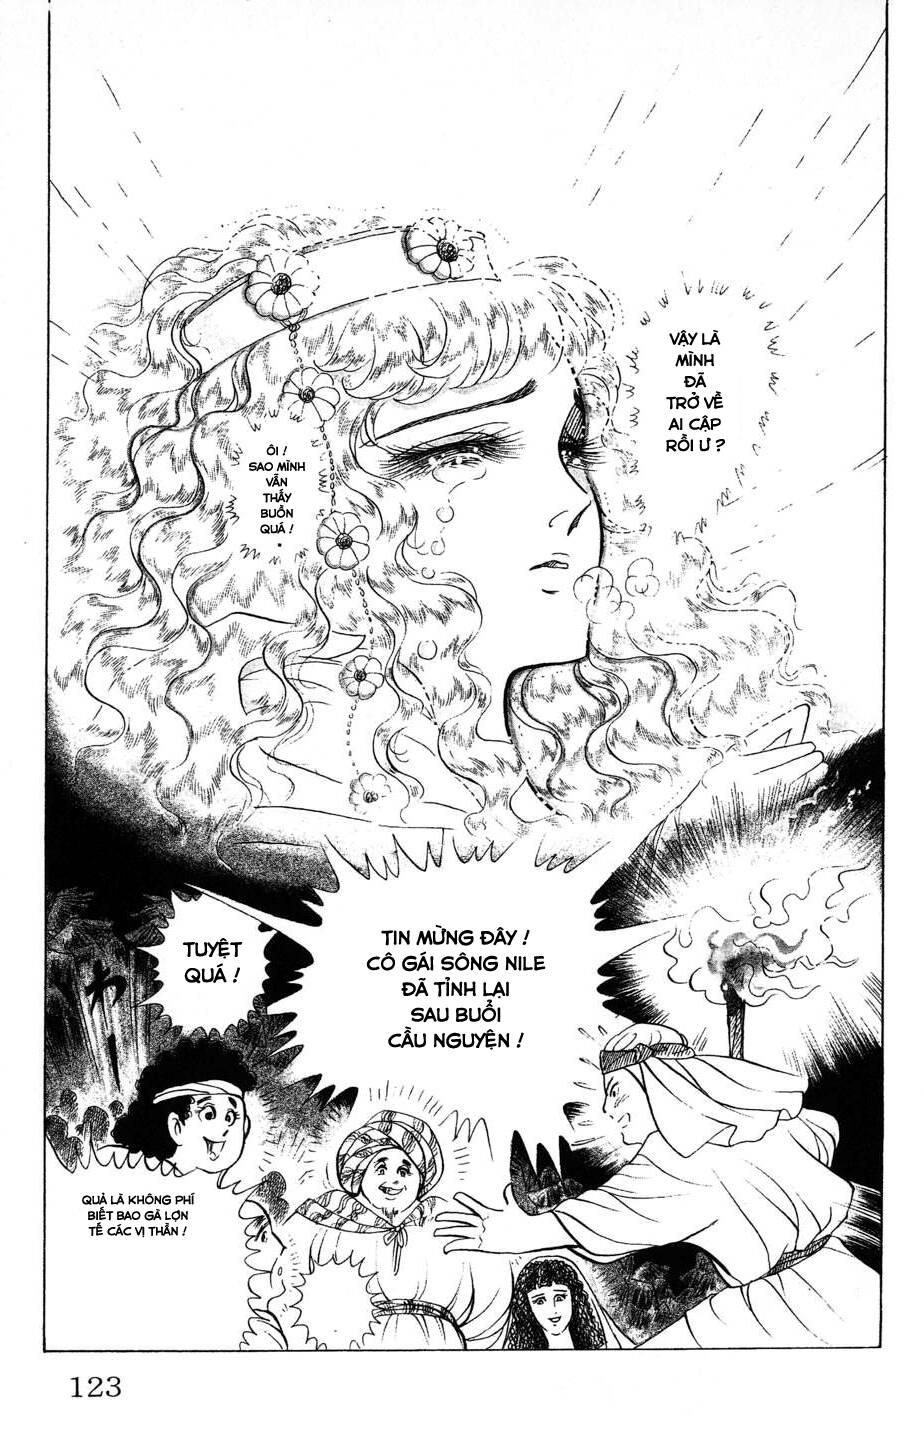 VẬY LÀ
MÌNH
ĐÃ
TRỞ VỀ
AI CẬP
RỒI Ư ?
ÔI !
SAO MÌNH
VẪN
THẤY
BUỒN
QUÁ !
TIN MỪNG ĐÂY !
CÔ GÁI SÔNG NILE
ĐÃ TỈNH LẠI
SAU BUỔI
CẦU NGUYỆN !
TUYỆT
QUÁ !
QUẢ LÀ KHÔNG PHÍ
BIẾT BAO GÀ LỢN
TẾ CÁC VỊ THẦN !
123